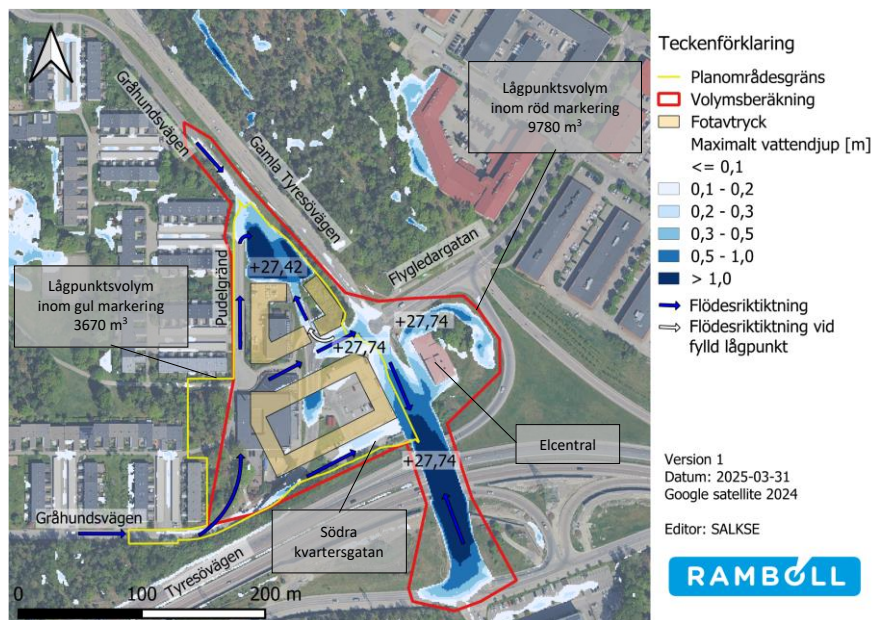 Gråhundsvägen
Gamla Tyresövägen
Lågpunktsvolym
inom röd markering
9780 m³
Flygledargatan
Pudelgränd
+27,42
Lågpunktsvolym
inom gul markering
3670 m³
+27,74
+27,74
+27,74
Elcentral
Gråhundsvägen
Tyresövägen
Södra
kvartersgatan
0 100 200 m
Teckenförklaring
Planområdesgräns
Volymsberäkning
Fotavtryck
Maximalt vattendjup [m]
<= 0,1
0,1 - 0,2
0,2 - 0,3
0,3 - 0,5
0,5 - 1,0
> 1,0
Flödesriktiktning
Flödesriktiktning vid
fylld lågpunkt
Version 1
Datum: 2025-03-31
Google satellite 2024
Editor: SALKSE
RAMBOLL